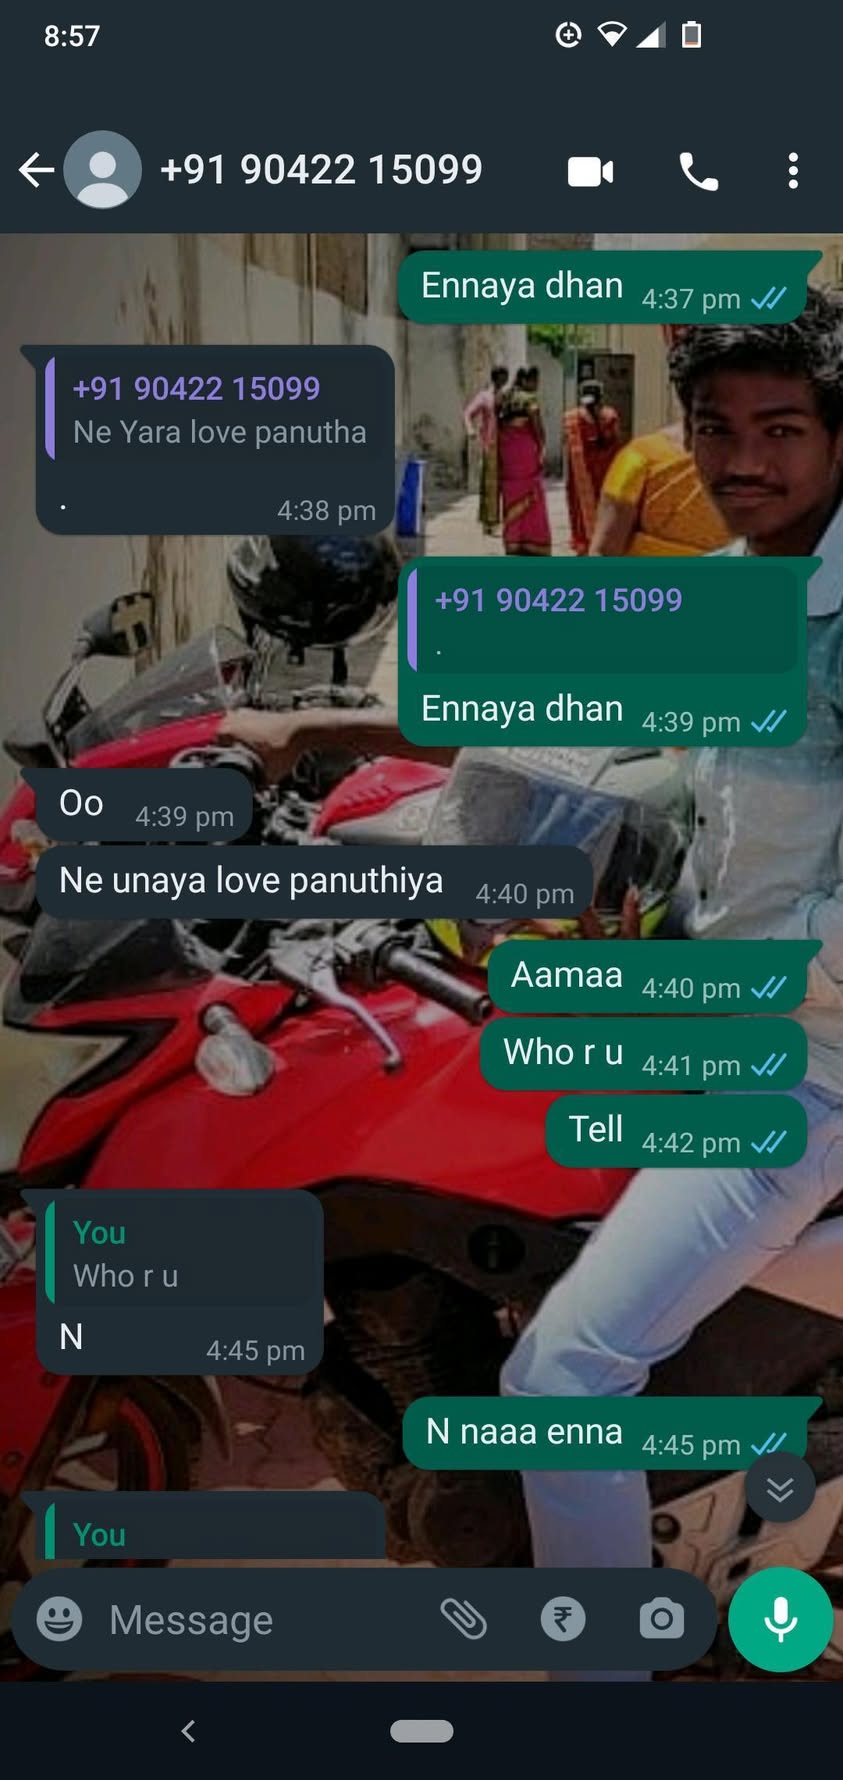 8:57
+91 90422 15099
Ennaya dhan 4:37 pm
+91 90422 15099
Ne Yara love panutha
. 4:38 pm
+91 90422 15099
.
Ennaya dhan 4:39 pm
Oo 4:39 pm
Ne unaya love panuthiya 4:40 pm
Aamaa 4:40 pm
Who r u 4:41 pm
Tell 4:42 pm
You
Who r u
N 4:45 pm
N naaa enna 4:45 pm
You
Message